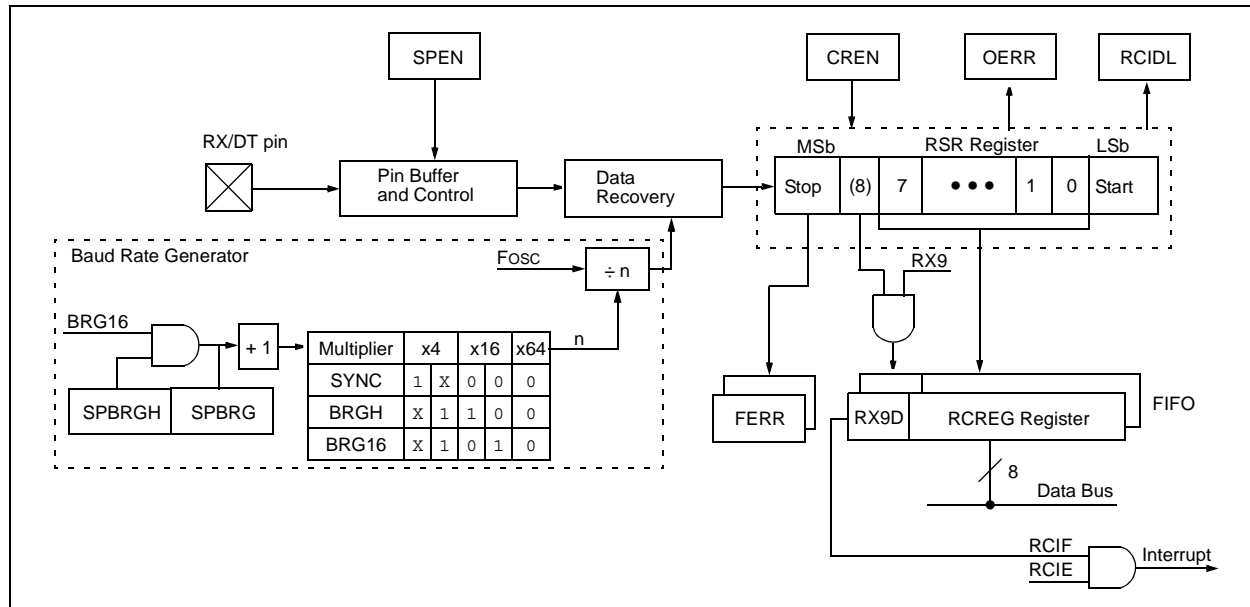 SPEN
CREN
OERR
RCIDL
RX/DT pin
Pin Buffer
and Control
Data
Recovery
MSb
RSR Register
LSb
Stop (8) 7 ••• 1 0 Start
Baud Rate Generator
FOSC
÷ n
RX9
BRG16
+ 1
n
SPBRGH SPBRG
Multiplier x4 x16 x64
SYNC 1 X 0 0 0
BRGH X 1 1 0 0
BRG16 X 1 0 1 0
FERR
RX9D RCREG Register
FIFO
8
Data Bus
RCIF
RCIE
Interrupt